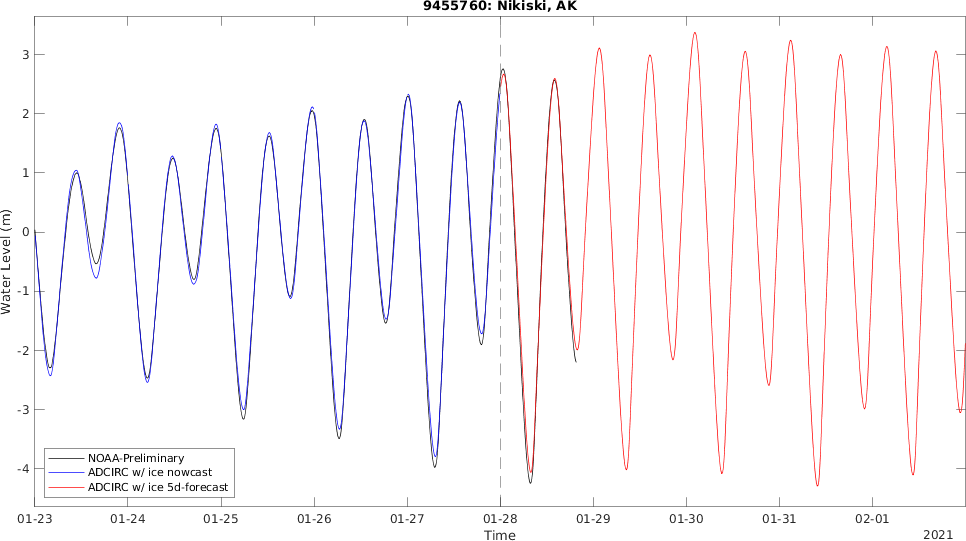 9455760: Nikiski, AK
Water Level (m)
3
2
1
0
-1
-2
-3
-4
NOAA-Preliminary
ADCIRC w/ ice nowcast
ADCIRC w/ ice 5d-forecast
01-23 01-24 01-25 01-26 01-27 01-28 01-29 01-30 01-31 02-01
Time
2021